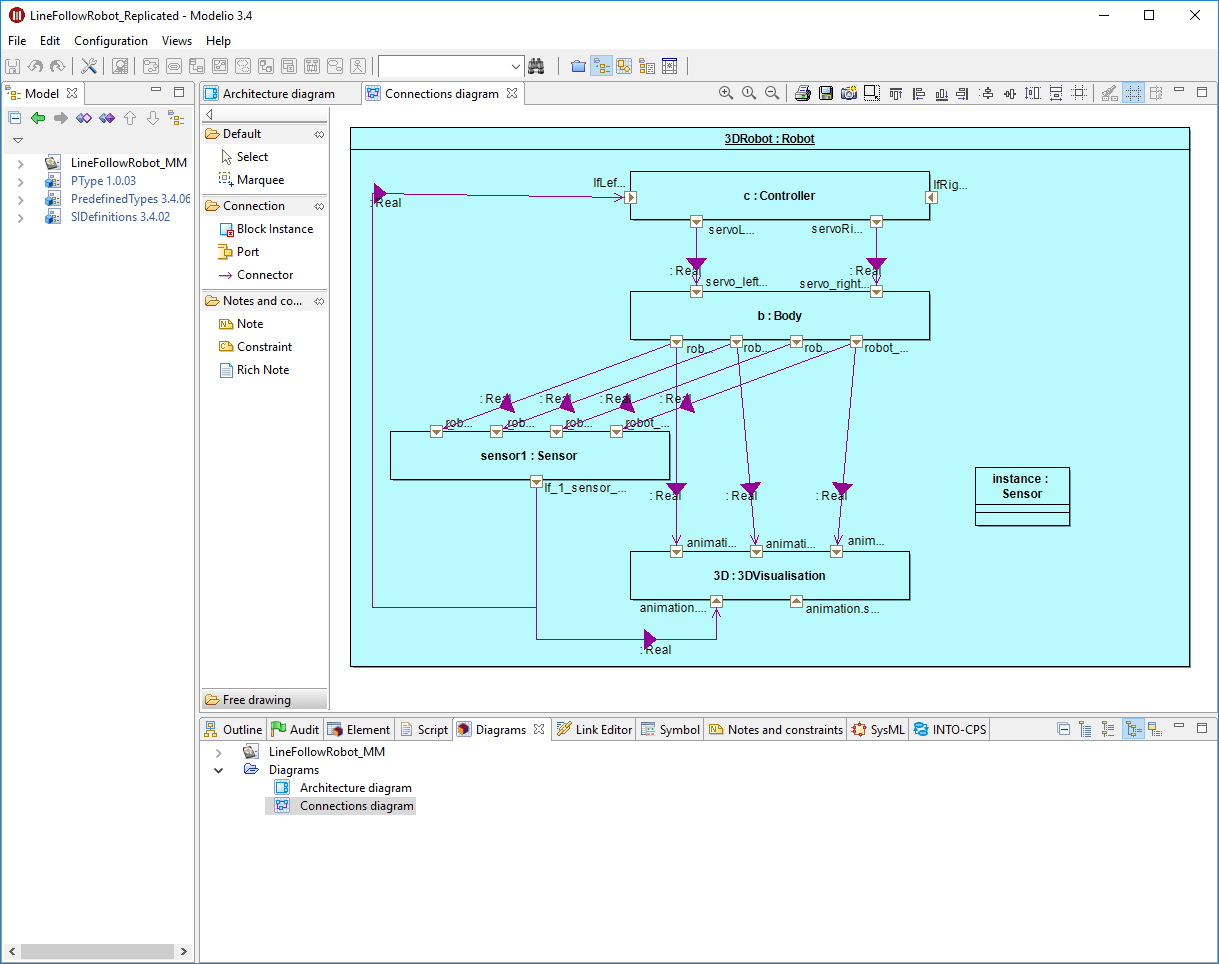 LineFollowRobot_Replicated - Modelio 3.4
File Edit Configuration Views Help
Model
Architecture diagram
Connections diagram
LineFollowRobot_MM
PType 1.0.03
PredefinedTypes 3.4.06
SIDefinitions 3.4.02
Default
Select
Marquee
Connection
Block Instance
Port
Connector
Notes and co...
Note
Constraint
Rich Note
Free drawing
3DRobot : Robot
lfLef...
lfRig...
: Real
c : Controller
servoL...
servoRi...
: Real
: Real
servo_left...
servo_right...
b : Body
rob...
rob...
rob...
robot_...
: Real
: Real
: Real
: Real
rob...
rob...
rob...
robot_...
sensor1 : Sensor
lf_1_sensor_...
instance :
Sensor
: Real
: Real
: Real
animati...
animati...
anim...
3D : 3DVisualisation
animation....
animation.s...
: Real
Outline
Audit
Element
Script
Diagrams
Link Editor
Symbol
Notes and constraints
SysML
INTO-CPS
LineFollowRobot_MM
Diagrams
Architecture diagram
Connections diagram